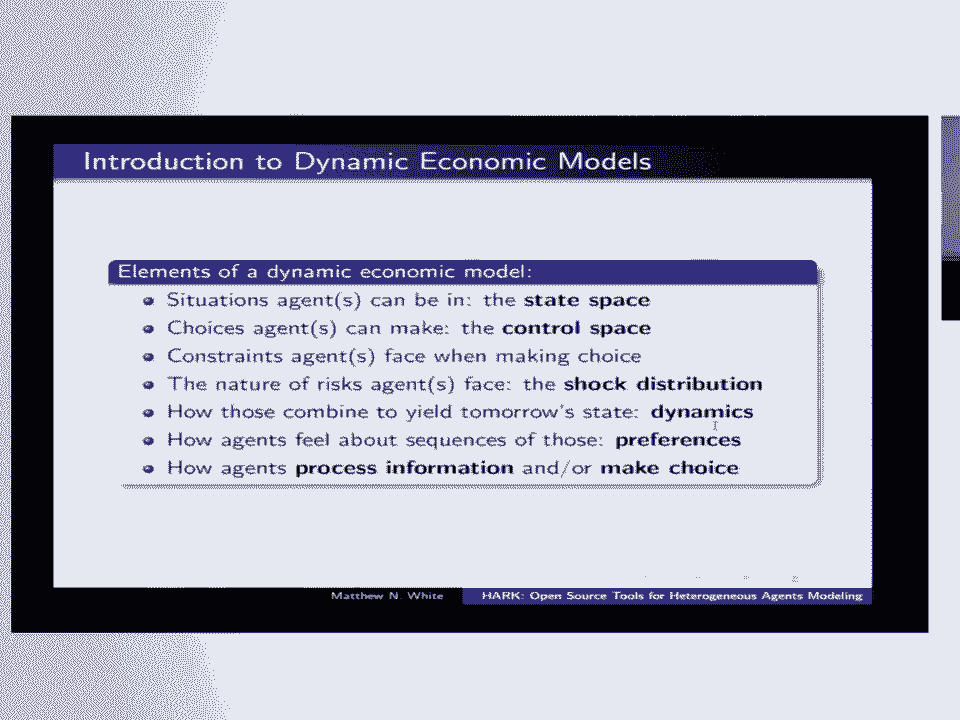 Introduction to Dynamic Economic Models
Elements of a dynamic economic model:
Situations agent(s) can be in: the state space
Choices agent(s) can make: the control space
Constraints agent(s) face when making choice
The nature of risks agent(s) face: the shock distribution
How those combine to yield tomorrow's state: dynamics
How agents feel about sequences of those: preferences
How agents process information and/or make choice
Matthew N. White
HARK: Open Source Tools for Heterogeneous Agents Modeling